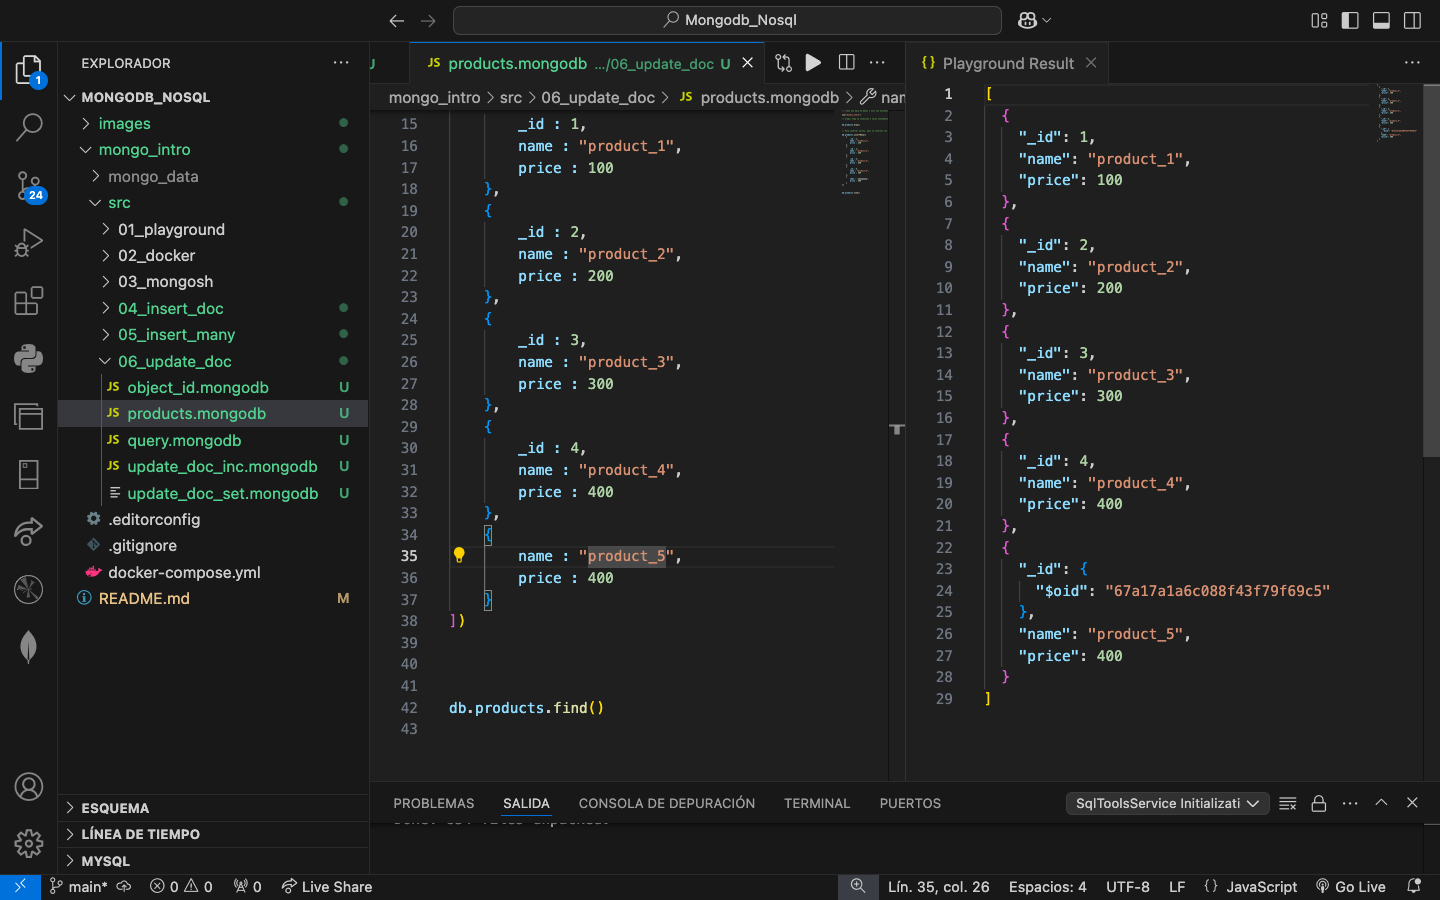 Mongodb_Nosql
EXPLORADOR
MONGODB_NOSQL
images
mongo_intro
mongo_data
src
01_playground
02_docker
03_mongosh
04_insert_doc
05_insert_many
06_update_doc
JS object_id.mongodb U
JS products.mongodb U
JS query.mongodb U
JS update_doc_inc.mongodb U
update_doc_set.mongodb U
.editorconfig
.gitignore
docker-compose.yml
README.md M
ESQUEMA
LÍNEA DE TIEMPO
MYSQL
1
24
U
JS products.mongodb .../06_update_doc U
mongo_intro > src > 06_update_doc > JS products.mongodb > nam
15 _id : 1,
16 name : "product_1",
17 price : 100
18 },
19 {
20 _id : 2,
21 name : "product_2",
22 price : 200
23 },
24 {
25 _id : 3,
26 name : "product_3",
27 price : 300
28 },
29 {
30 _id : 4,
31 name : "product_4",
32 price : 400
33 },
34 {
35 name : "product_5",
36 price : 400
37 }
38 ])
39
40
41
42 db.products.find()
43
{} Playground Result
1 [
2 {
3 "_id": 1,
4 "name": "product_1",
5 "price": 100
6 },
7 {
8 "_id": 2,
9 "name": "product_2",
10 "price": 200
11 },
12 {
13 "_id": 3,
14 "name": "product_3",
15 "price": 300
16 },
17 {
18 "_id": 4,
19 "name": "product_4",
20 "price": 400
21 },
22 {
23 "_id": {
24 "$oid": "67a17a1a6c088f43f79f69c5"
25 },
26 "name": "product_5",
27 "price": 400
28 }
29 ]
PROBLEMAS SALIDA CONSOLA DE DEPURACIÓN TERMINAL PUERTOS
SqlToolsService Initializati
main* 0 0 0 Live Share
Lín. 35, col. 26 Espacios: 4 UTF-8 LF {} JavaScript Go Live